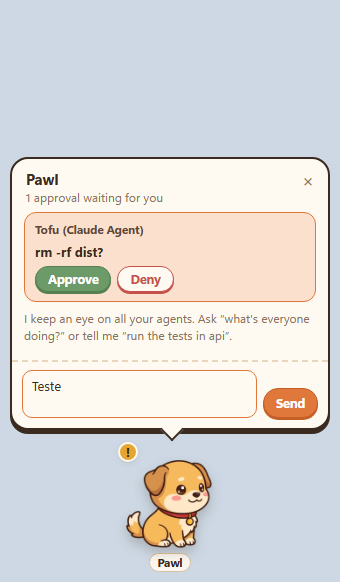 Pawl
×
1 approval waiting for you
Tofu (Claude Agent)
rm -rf dist?
Approve
Deny
I keep an eye on all your agents. Ask “what's everyone
doing?” or tell me “run the tests in api”.
Teste
Send
!
Pawl